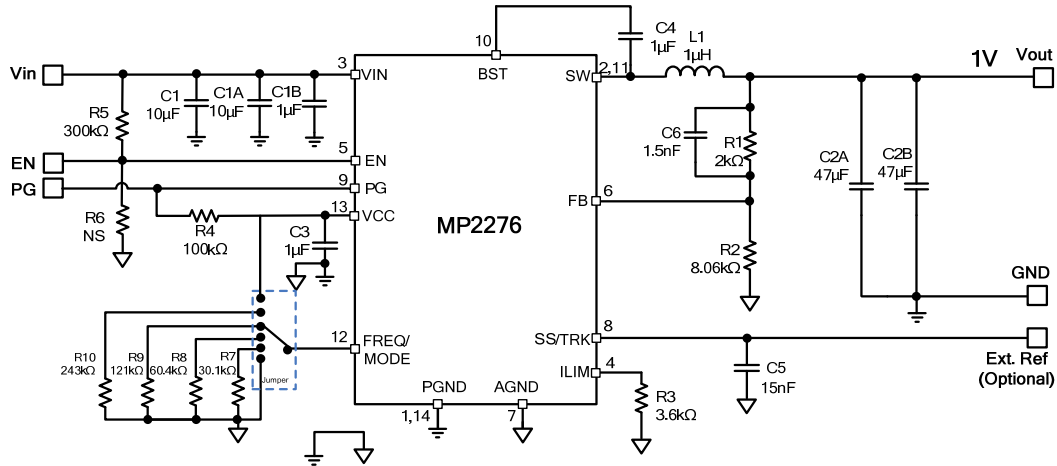 10
BST
C4
1µF
L1
1µH
1V
Vout
Vin
3
VIN
SW
2,11
C1
10µF
C1A
10µF
C1B
1µF
R5
300kΩ
C6
1.5nF
R1
2kΩ
C2A
47µF
C2B
47µF
EN
5
EN
PG
9
PG
6
FB
13
VCC
MP2276
R6
NS
R4
100kΩ
C3
1µF
R2
8.06kΩ
GND
8
SS/TRK
12
FREQ/
MODE
Ext. Ref
(Optional)
R10
243kΩ
R9
121kΩ
R8
60.4kΩ
R7
30.1kΩ
Jumper
4
ILIM
C5
15nF
R3
3.6kΩ
PGND
1,14
AGND
7